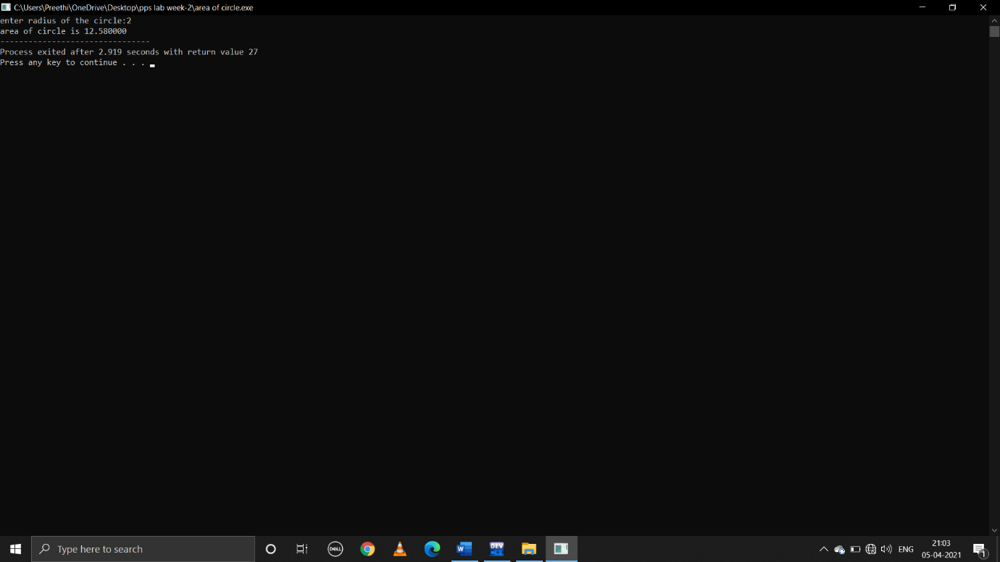 C:\Users\Preethi\OneDrive\Desktop\pps lab week-2\area of circle.exe
enter radius of the circle:2
area of circle is 12.580000
--------------------------------
Process exited after 2.919 seconds with return value 27
Press any key to continue . . .
Type here to search
DELL
W
DEV
C++
ENG
21:03
05-04-2021
1